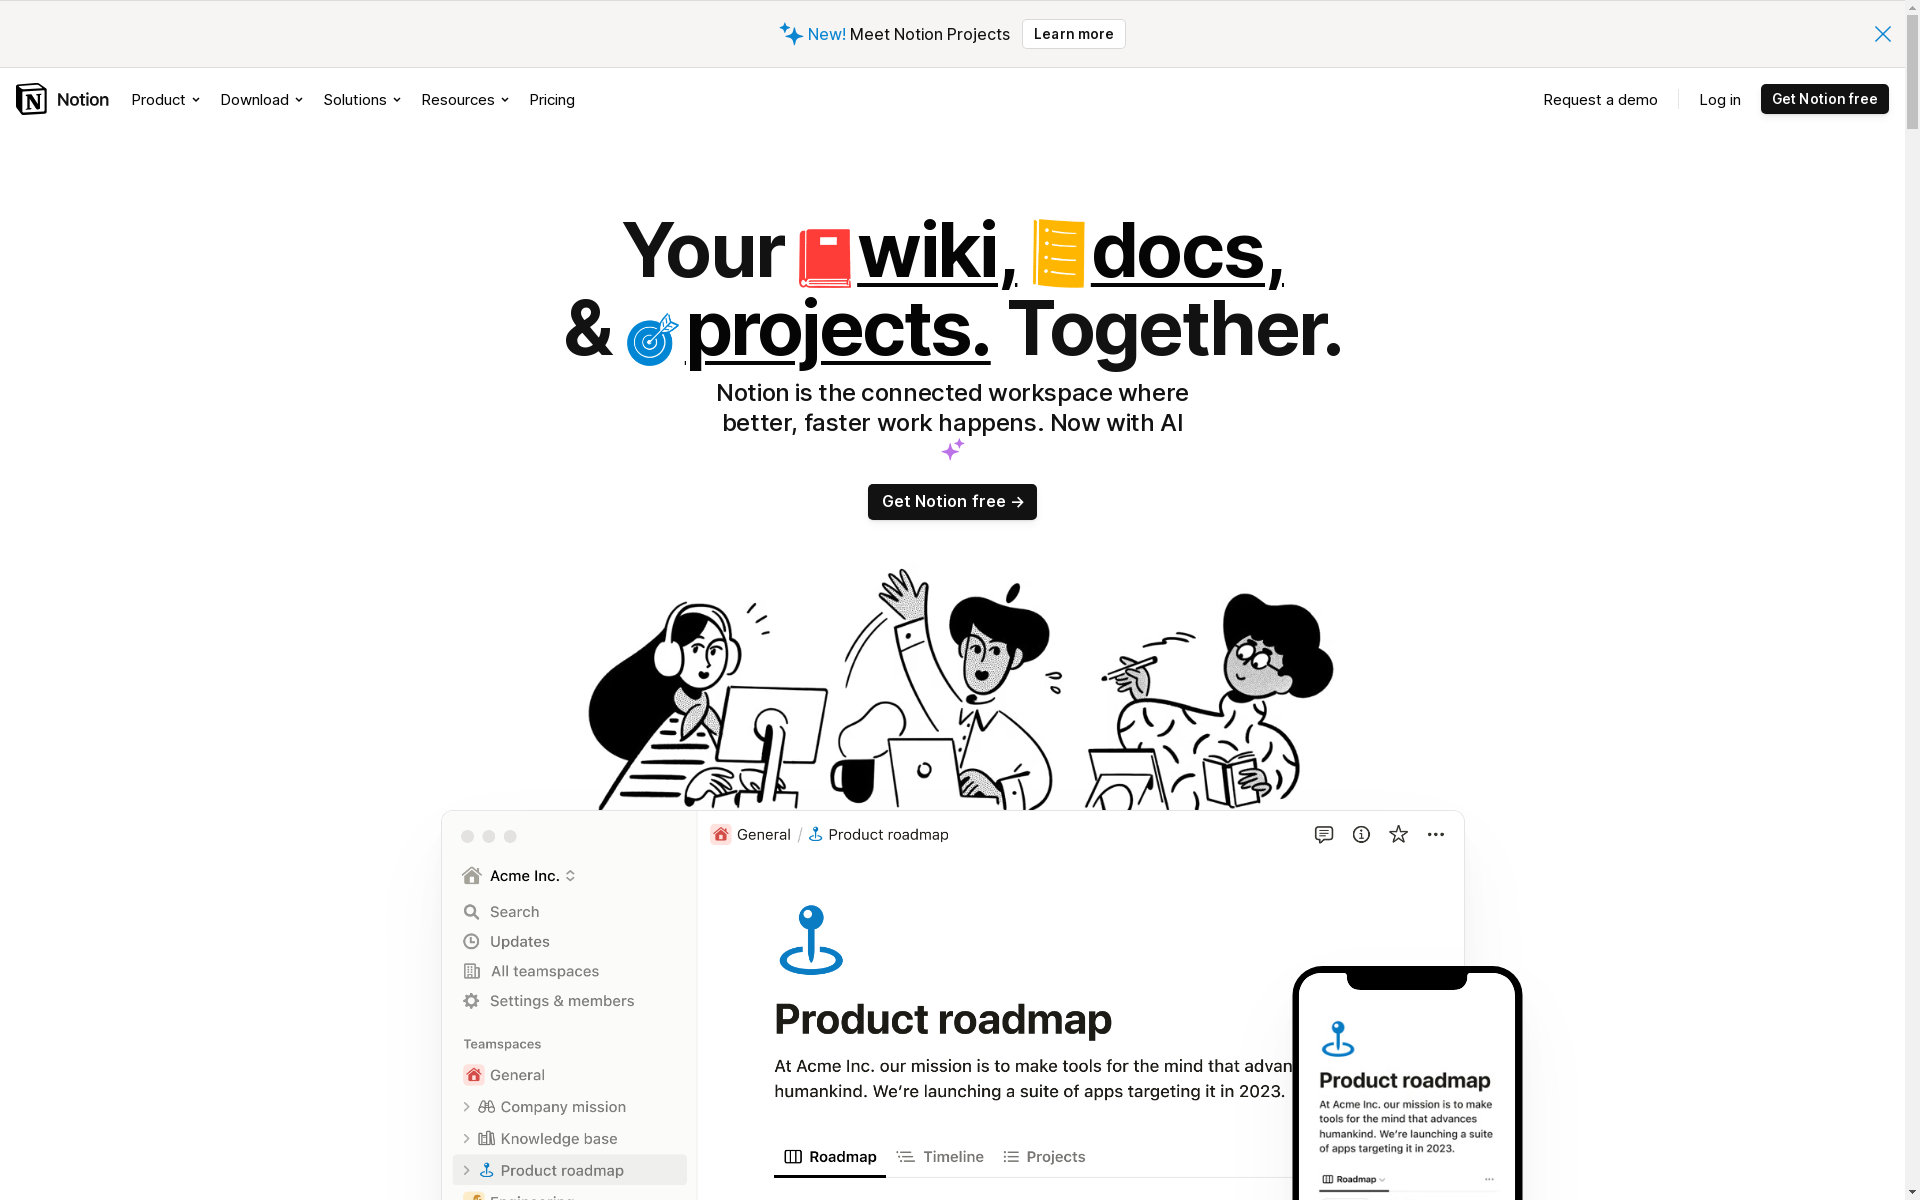 New! Meet Notion Projects Learn more
Notion Product Download Solutions Resources Pricing Request a demo Log in Get Notion free
Your wiki, docs,
& projects. Together.
Notion is the connected workspace where
better, faster work happens. Now with AI
Get Notion free →
General / Product roadmap
Acme Inc.
Search
Updates
All teamspaces
Settings & members
Teamspaces
General
Company mission
Knowledge base
Product roadmap
Engineering
Product roadmap
At Acme Inc. our mission is to make tools for the mind that advan
humankind. We're launching a suite of apps targeting it in 2023.
Roadmap Timeline Projects
Product roadmap
At Acme Inc. our mission is to make
tools for the mind that advances
humankind. We're launching a suite
of apps targeting it in 2023.
Roadmap